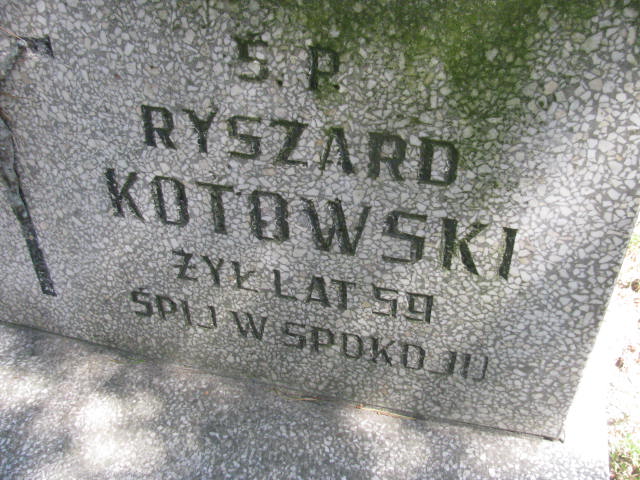 Ś.P.
RYSZARD
KOTOWSKI
ŻYŁ LAT 59
ŚPIJ W SPOKOJU